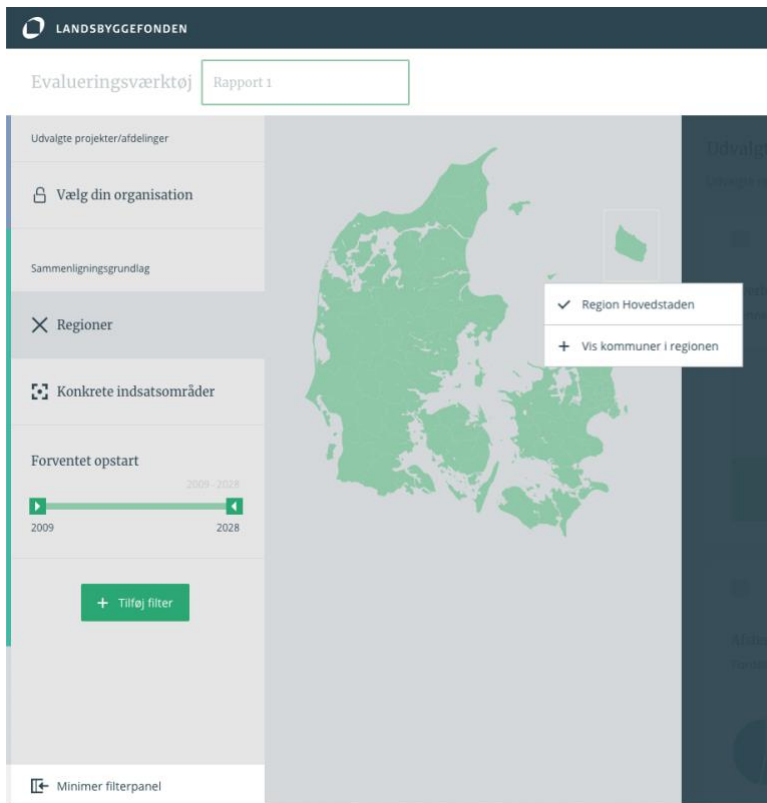 LANDSBYGGEFONDEN
Evalueringsværktøj
Rapport 1
Udvalgte projekter/afdelinger
Vælg din organisation
Sammenligningsgrundlag
Regioner
Konkrete indsatsområder
Forventet opstart
2009 - 2028
2009
2028
Tilføj filter
Minimer filterpanel
Region Hovedstaden
Vis kommuner i regionen